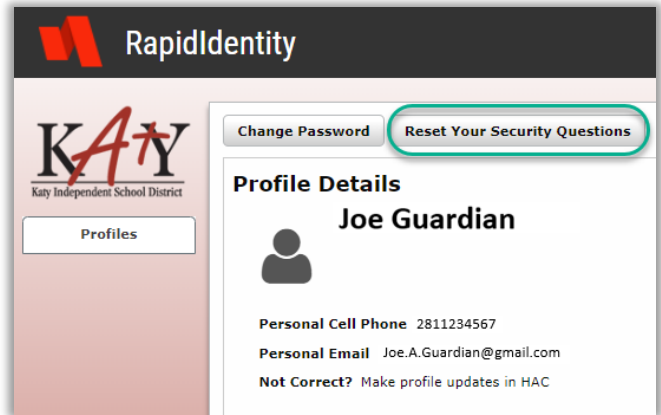 RapidIdentity
KATY
Katy Independent School District
Profiles
Change Password
Reset Your Security Questions
Profile Details
Joe Guardian
Personal Cell Phone 2811234567
Personal Email Joe.A.Guardian@gmail.com
Not Correct? Make profile updates in HAC